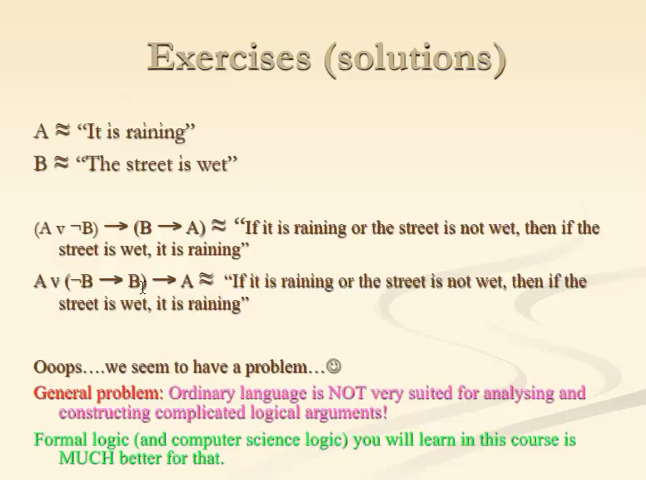 Exercises (solutions)
A ≈ “It is raining”
B ≈ “The street is wet”
(A v ¬B) → (B → A) ≈ “If it is raining or the street is not wet, then if the
street is wet, it is raining”
A v (¬B → B) → A ≈ “If it is raining or the street is not wet, then if the
street is wet, it is raining”
Ooops….we seem to have a problem…☺
General problem: Ordinary language is NOT very suited for analysing and
constructing complicated logical arguments!
Formal logic (and computer science logic) you will learn in this course is
MUCH better for that.